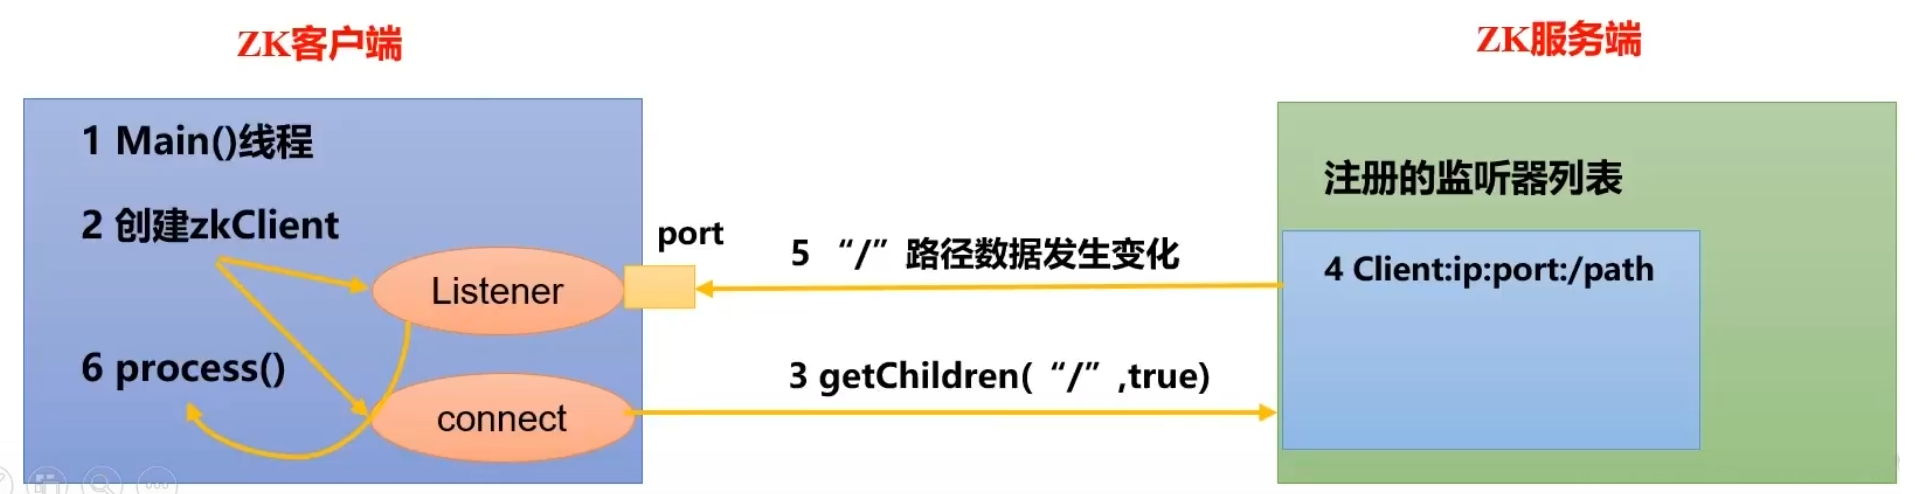 ZK客户端
ZK服务端
1 Main()线程
2 创建zkClient
Listener
port
6 process()
connect
5 “/”路径数据发生变化
3 getChildren(“/”,true)
注册的监听器列表
4 Client:ip:port:/path